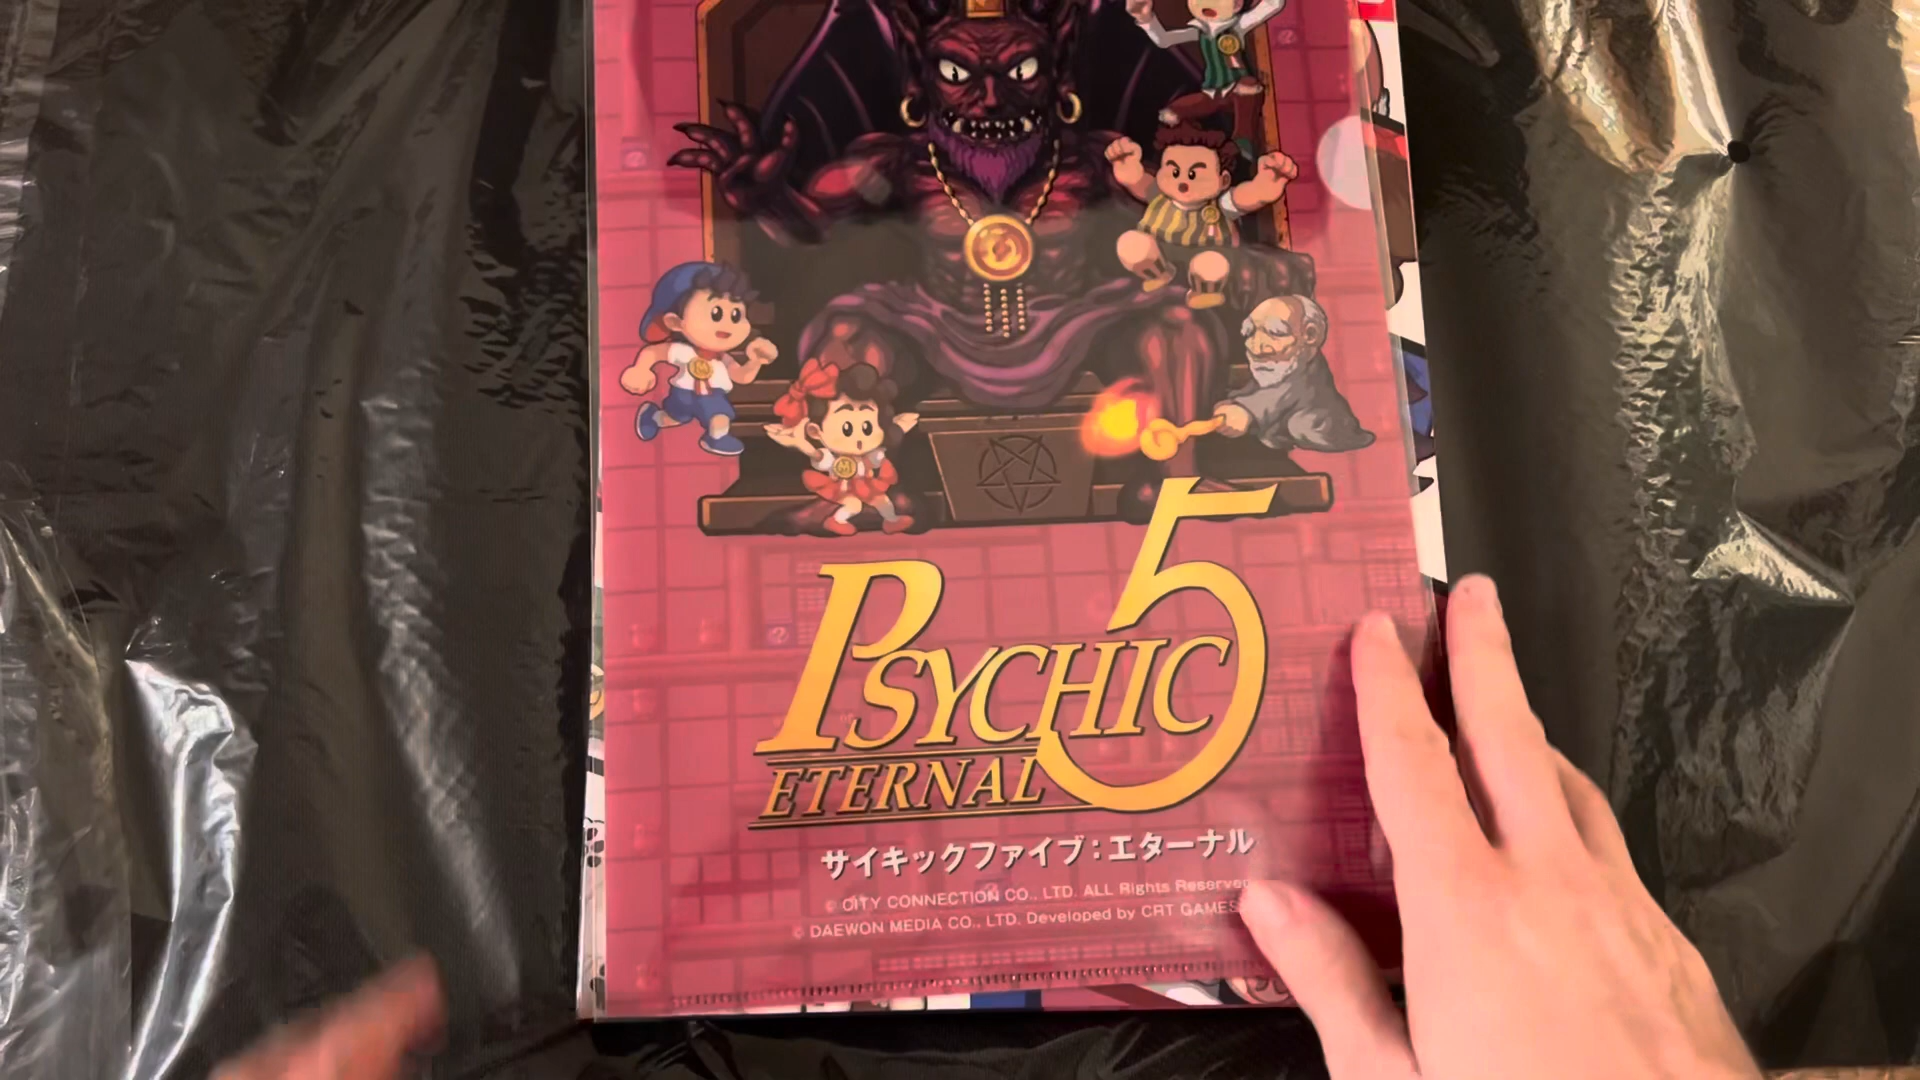 PSYCHIC 5
ETERNAL
サイキックファイブ:エターナル
© CITY CONNECTION CO., LTD. ALL Rights Reserved
© DAEWON MEDIA CO., LTD. Developed by CRT GAMES